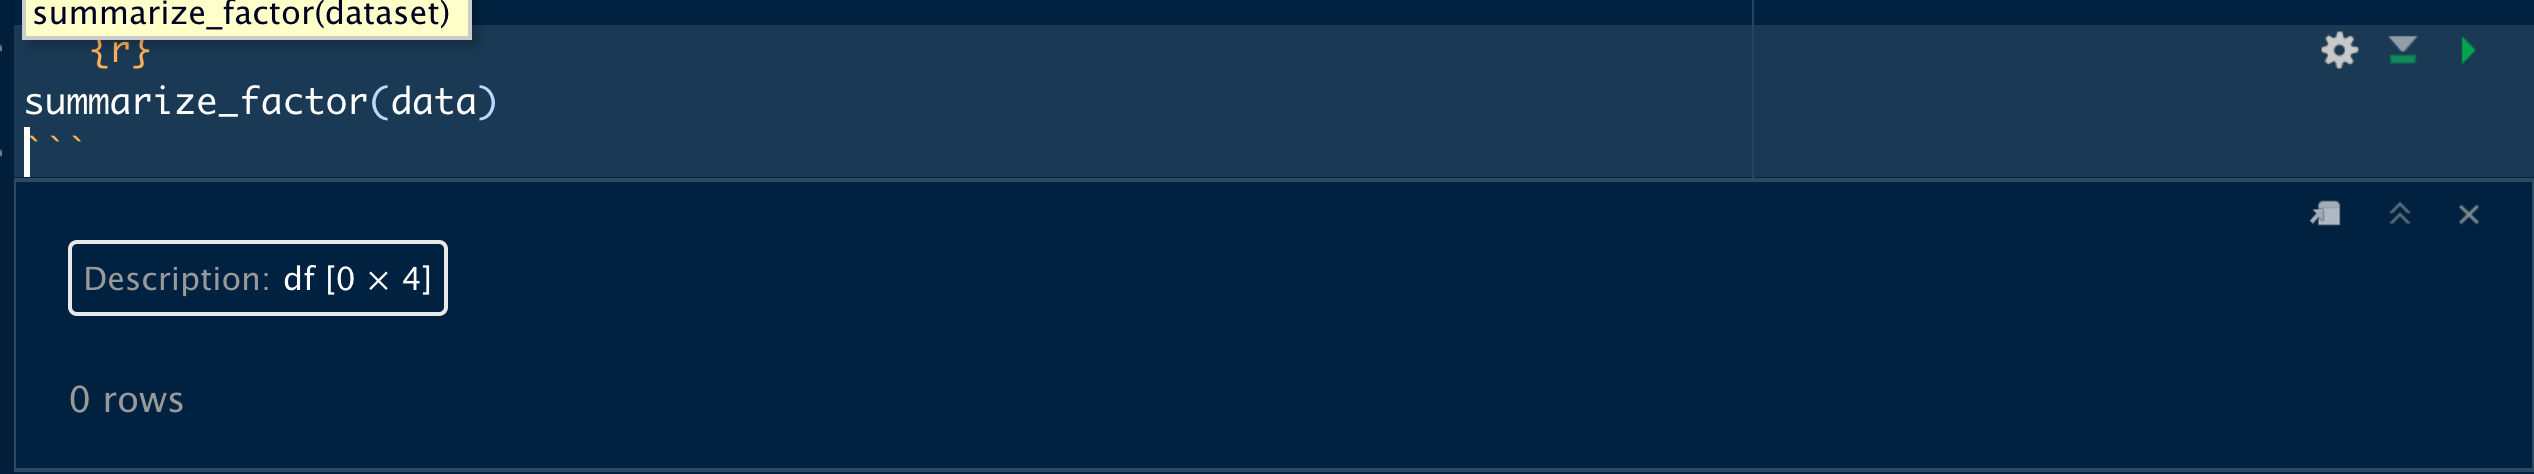 summarize_factor(dataset)
{r}
summarize_factor(data)
```
Description: df [0 × 4]
0 rows